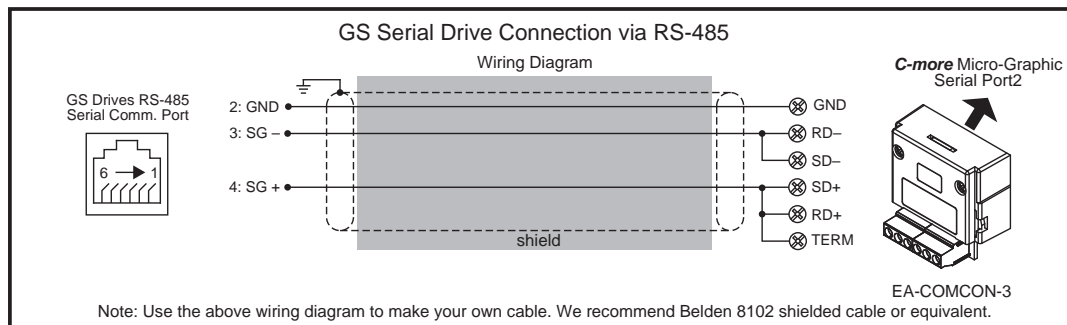 GS Serial Drive Connection via RS-485
Wiring Diagram
C-more Micro-Graphic
Serial Port2
GS Drives RS-485
Serial Comm. Port
6 1
2: GND
3: SG –
4: SG +
GND
RD–
SD–
SD+
RD+
TERM
shield
EA-COMCON-3
Note: Use the above wiring diagram to make your own cable. We recommend Belden 8102 shielded cable or equivalent.